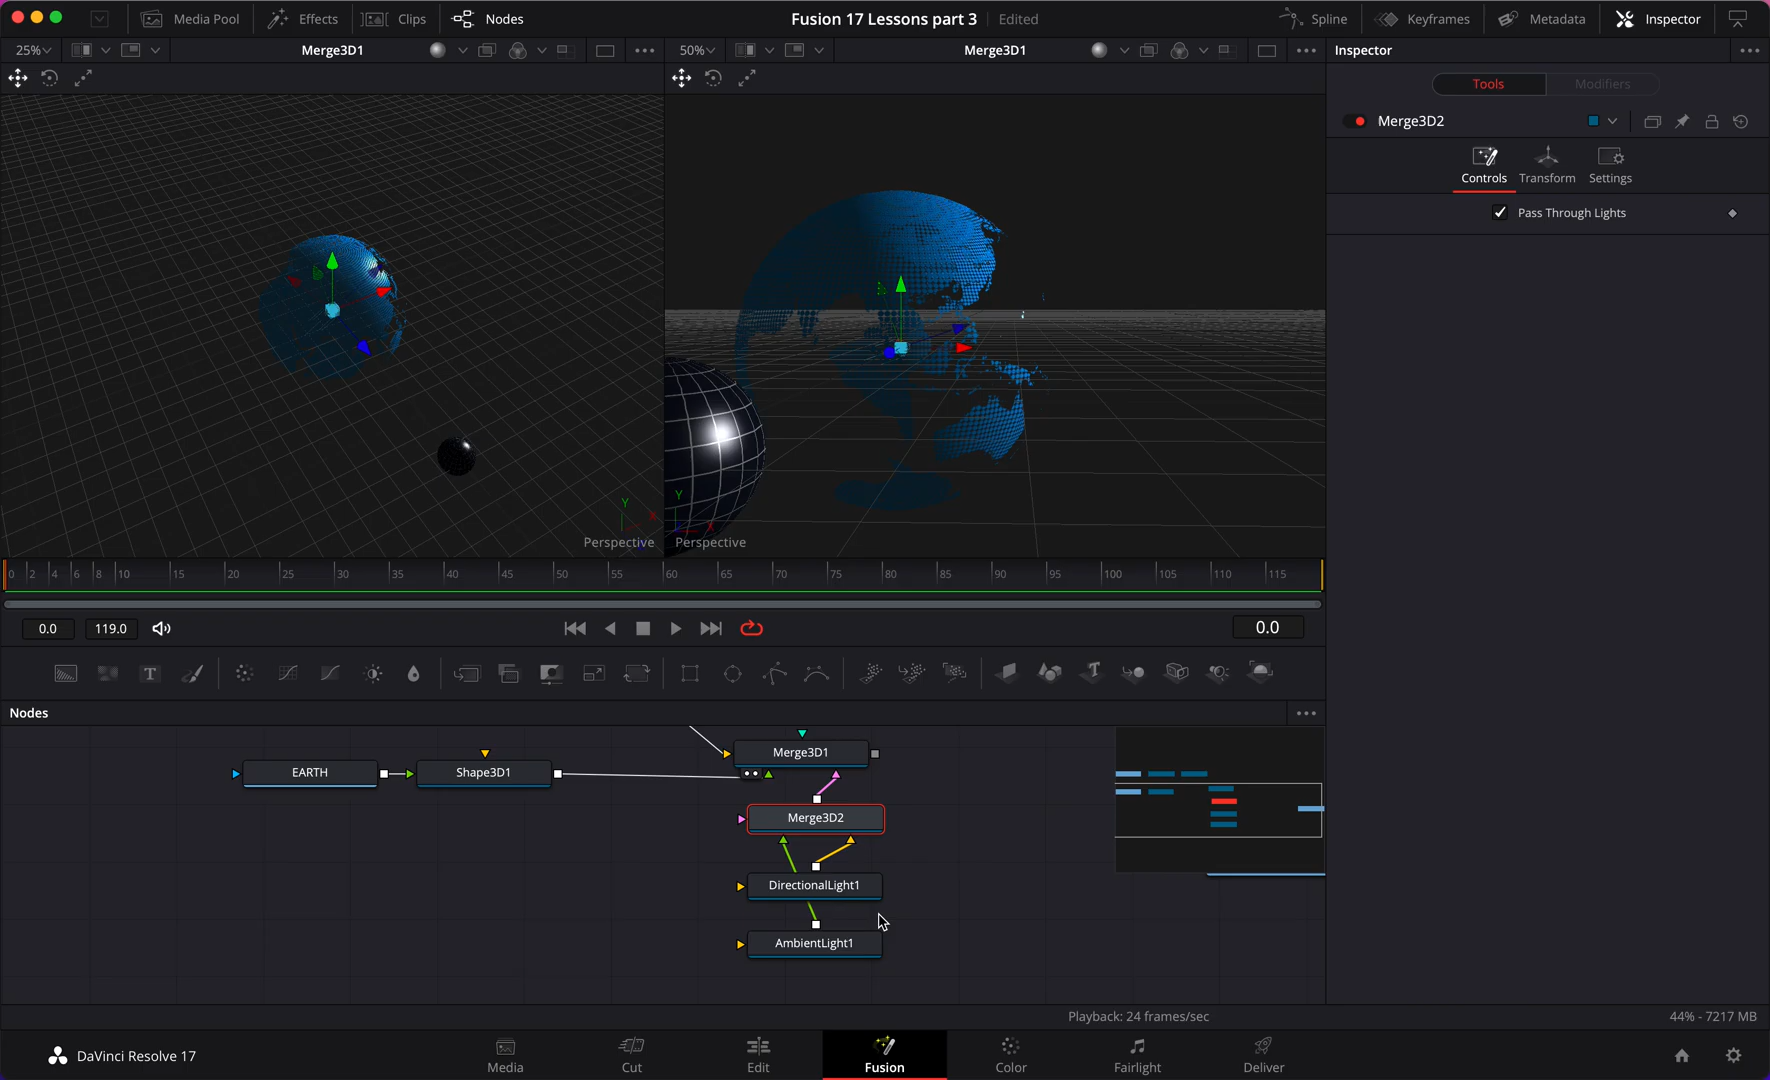 Media Pool
Effects
Clips
Nodes
Fusion 17 Lessons part 3
Edited
Spline
Keyframes
Metadata
Inspector
25%
Merge3D1
50%
Merge3D1
Inspector
Tools
Modifiers
Merge3D2
Controls
Transform
Settings
Pass Through Lights
Y
X
Perspective
Y
X
Perspective
0 2 4 6 8 10 15 20 25 30 35 40 45 50 55 60 65 70 75 80 85 90 95 100 105 110 115
0.0
119.0
0.0
T
T
Nodes
EARTH
Shape3D1
Merge3D1
Merge3D2
DirectionalLight1
AmbientLight1
Playback: 24 frames/sec
44% - 7217 MB
DaVinci Resolve 17
Media
Cut
Edit
Fusion
Color
Fairlight
Deliver